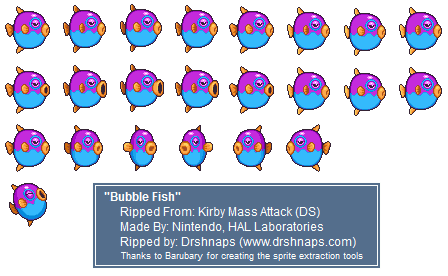 "Bubble Fish"
Ripped From: Kirby Mass Attack (DS)
Made By: Nintendo, HAL Laboratories
Ripped by: Drshnaps (www.drshnaps.com)
Thanks to Barubary for creating the sprite extraction tools